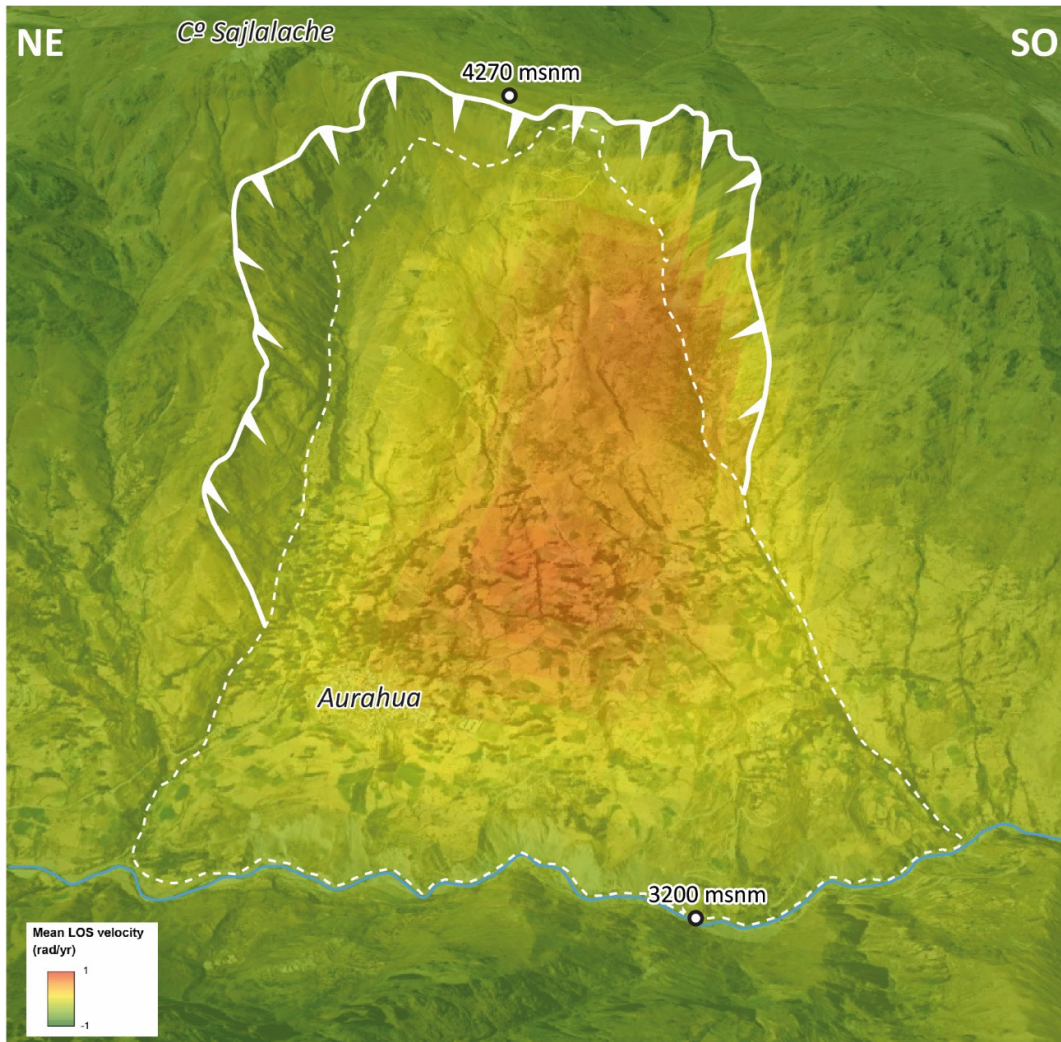 NE
Cº Sajlalache
SO
4270 msnm
Aurahua
3200 msnm
Mean LOS velocity
(rad/yr)
1
-1